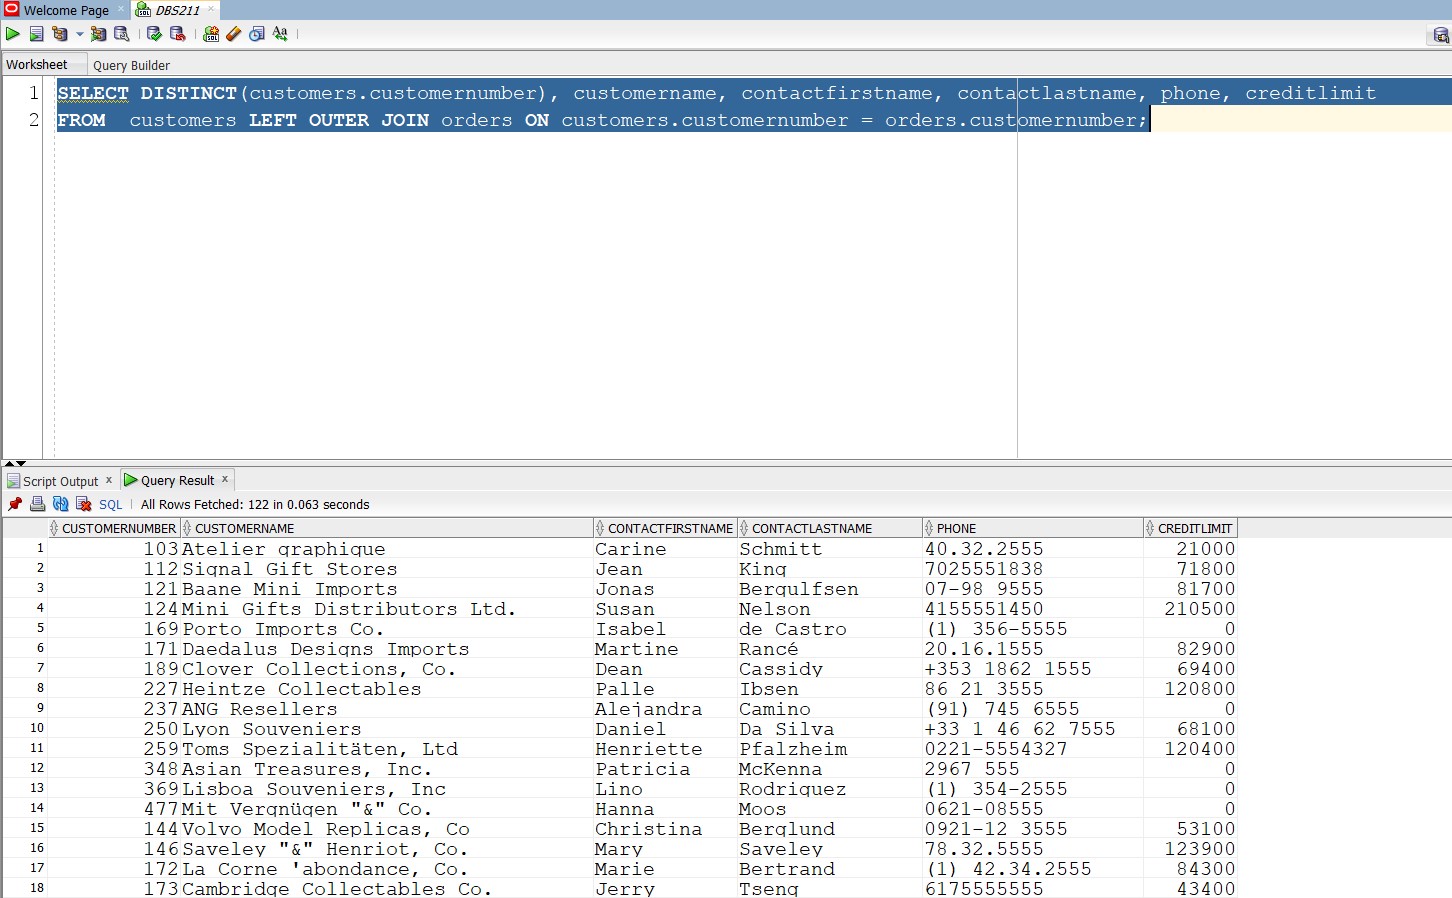 Welcome Page
DBS211
Worksheet Query Builder
1 SELECT DISTINCT(customers.customernumber), customername, contactfirstname, contactlastname, phone, creditlimit
2 FROM customers LEFT OUTER JOIN orders ON customers.customernumber = orders.customernumber;
Script Output Query Result
SQL All Rows Fetched: 122 in 0.063 seconds
CUSTOMERNUMBER CUSTOMERNAME CONTACTFIRSTNAME CONTACTLASTNAME PHONE CREDITLIMIT
1 103 Atelier graphique Carine Schmitt 40.32.2555 21000
2 112 Signal Gift Stores Jean King 7025551838 71800
3 121 Baane Mini Imports Jonas Bergulfsen 07-98 9555 81700
4 124 Mini Gifts Distributors Ltd. Susan Nelson 4155551450 210500
5 169 Porto Imports Co. Isabel de Castro (1) 356-5555 0
6 171 Daedalus Designs Imports Martine Rancé 20.16.1555 82900
7 189 Clover Collections, Co. Dean Cassidy +353 1862 1555 69400
8 227 Heintze Collectables Palle Ibsen 86 21 3555 120800
9 237 ANG Resellers Alejandra Camino (91) 745 6555 0
10 250 Lyon Souveniers Daniel Da Silva +33 1 46 62 7555 68100
11 259 Toms Spezialitäten, Ltd Henriette Pfalzheim 0221-5554327 120400
12 348 Asian Treasures, Inc. Patricia McKenna 2967 555 0
13 369 Lisboa Souveniers, Inc Lino Rodriguez (1) 354-2555 0
14 477 Mit Vergnügen "&" Co. Hanna Moos 0621-08555 0
15 144 Volvo Model Replicas, Co Christina Berglund 0921-12 3555 53100
16 146 Saveley "&" Henriot, Co. Mary Saveley 78.32.5555 123900
17 172 La Corne 'abondance, Co. Marie Bertrand (1) 42.34.2555 84300
18 173 Cambridge Collectables Co. Jerry Tseng 6175555555 43400